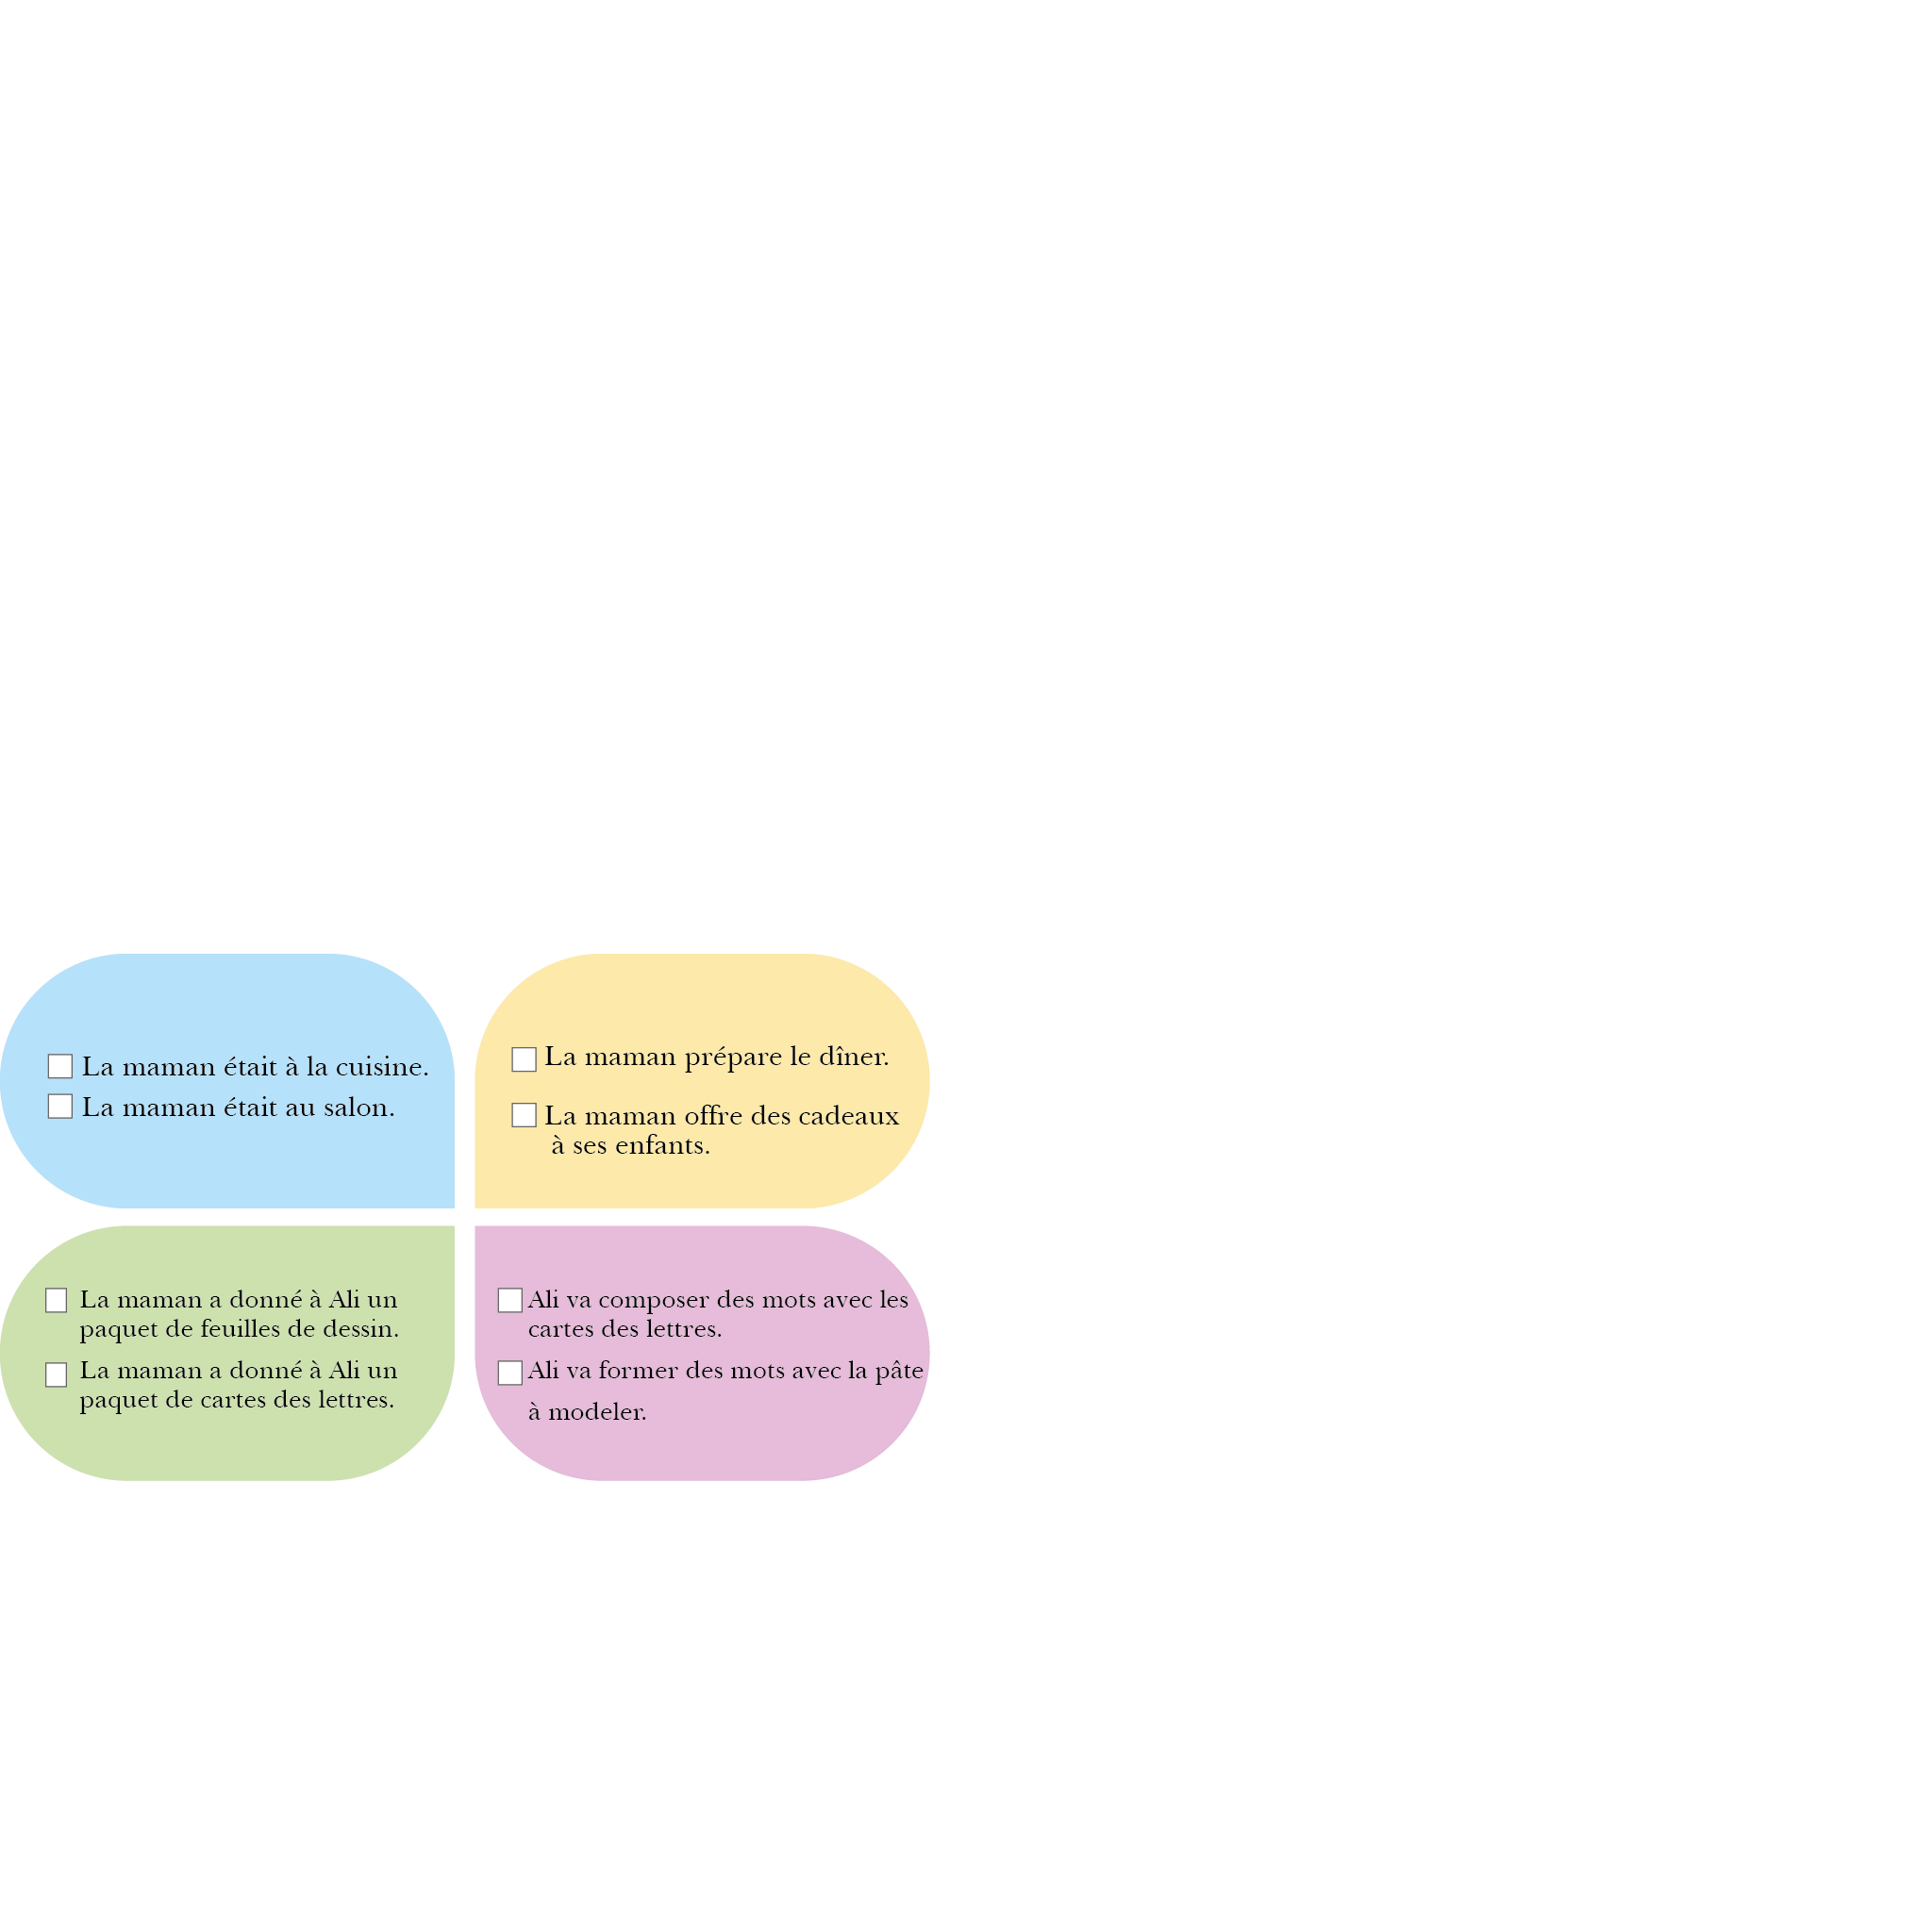 La maman était à la cuisine.
La maman était au salon.
La maman prépare le dîner.
La maman offre des cadeaux
à ses enfants.
La maman a donné à Ali un
paquet de feuilles de dessin.
La maman a donné à Ali un
paquet de cartes des lettres.
Ali va composer des mots avec les
cartes des lettres.
Ali va former des mots avec la pâte
à modeler.